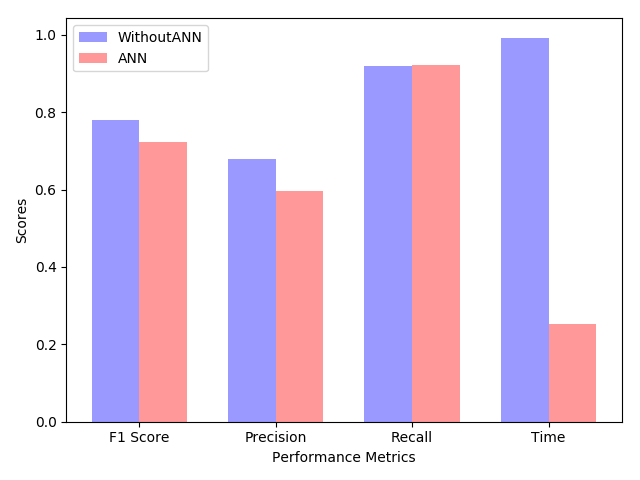 WithoutANN
ANN
1.0
0.8
0.6
0.4
0.2
0.0
Scores
F1 Score
Precision
Recall
Time
Performance Metrics